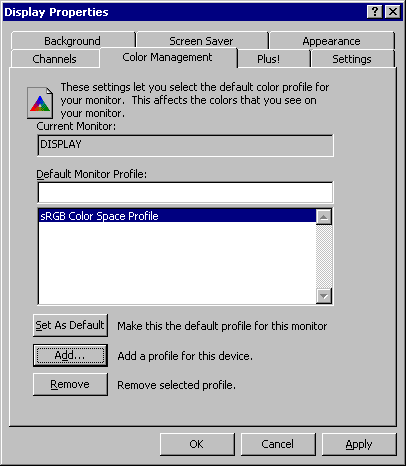 Display Properties
Background Screen Saver Appearance
Channels Color Management Plus! Settings
These settings let you select the default color profile for
your monitor. This affects the colors that you see on
your monitor.
Current Monitor:
DISPLAY
Default Monitor Profile:
sRGB Color Space Profile
Set As Default Make this the default profile for this monitor
Add... Add a profile for this device.
Remove Remove selected profile.
OK Cancel Apply